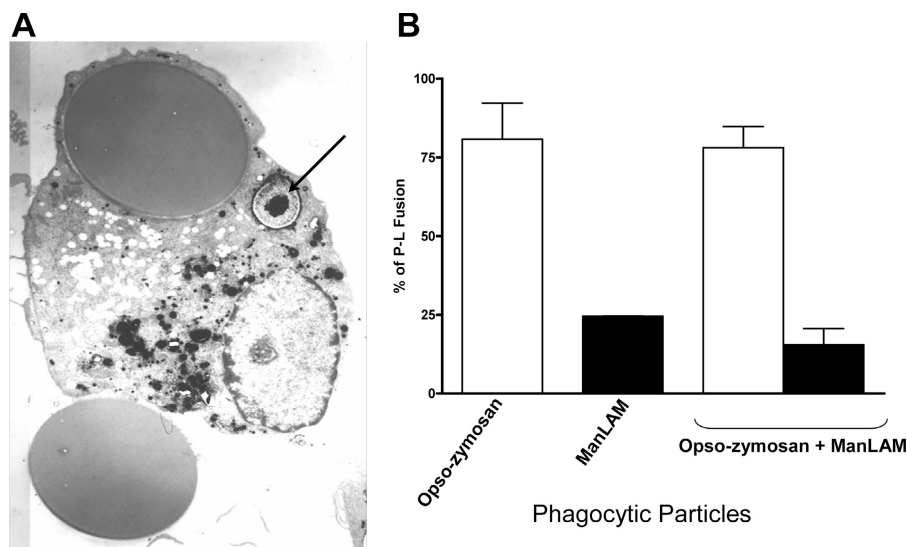 A
B
100
75
50
25
0
% of P-L Fusion
Opso-zymosan
ManLAM
Opso-zymosan + ManLAM
Phagocytic Particles